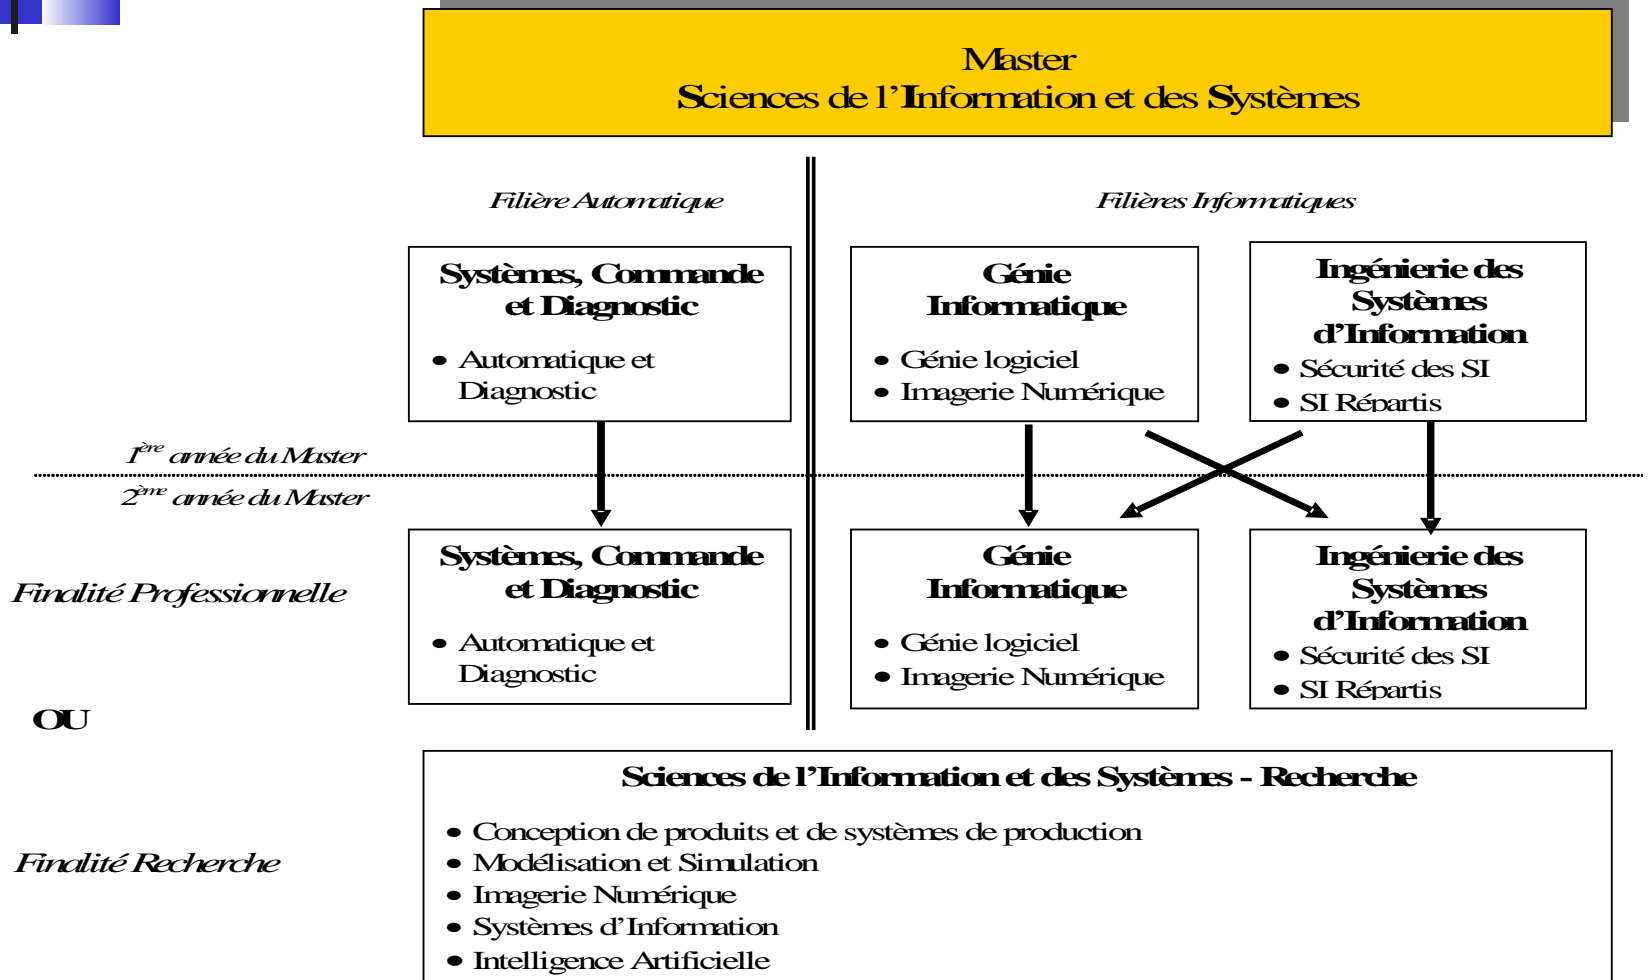 Master
Sciences de l'Information et des Systèmes
Filière Automatique
Filières Informatiques
Systèmes, Commande
et Diagnostic
• Automatique et
Diagnostic
Génie
Informatique
• Génie logiciel
• Imagerie Numérique
Ingénierie des
Systèmes
d'Information
• Sécurité des SI
• SI Répartis
1ère année du Master
2ème année du Master
Finalité Professionnelle
Systèmes, Commande
et Diagnostic
• Automatique et
Diagnostic
Génie
Informatique
• Génie logiciel
• Imagerie Numérique
Ingénierie des
Systèmes
d'Information
• Sécurité des SI
• SI Répartis
OU
Finalité Recherche
Sciences de l'Information et des Systèmes - Recherche
• Conception de produits et de systèmes de production
• Modélisation et Simulation
• Imagerie Numérique
• Systèmes d'Information
• Intelligence Artificielle